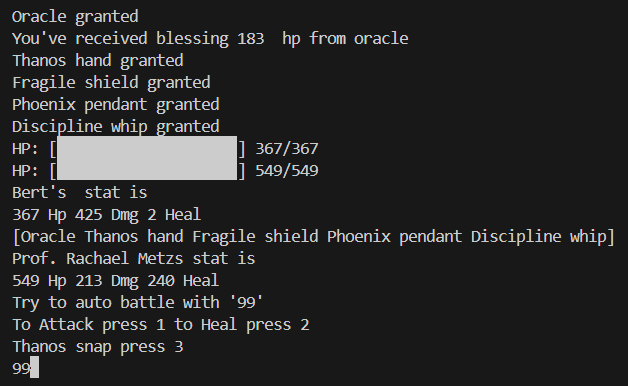 Oracle granted
You've received blessing 183  hp from oracle
Thanos hand granted
Fragile shield granted
Phoenix pendant granted
Discipline whip granted
HP: [                    ] 367/367
HP: [                    ] 549/549
Bert's  stat is
367 Hp 425 Dmg 2 Heal
[Oracle Thanos hand Fragile shield Phoenix pendant Discipline whip]
Prof. Rachael Metzs stat is
549 Hp 213 Dmg 240 Heal
Try to auto battle with '99'
To Attack press 1 to Heal press 2
Thanos snap press 3
99